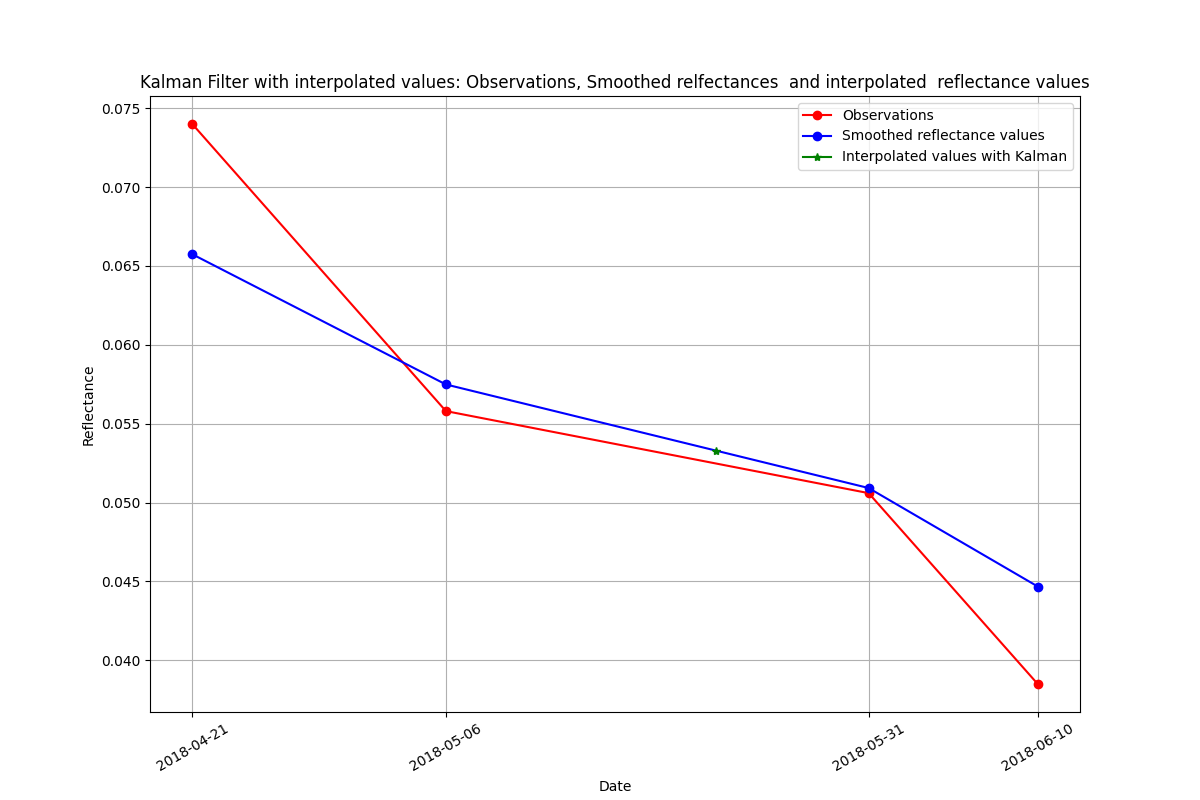 Kalman Filter with interpolated values: Observations, Smoothed relfectances  and interpolated  reflectance values
Observations
Smoothed reflectance values
Interpolated values with Kalman
0.075
0.070
0.065
0.060
0.055
0.050
0.045
0.040
Reflectance
2018-04-21
2018-05-06
2018-05-31
2018-06-10
Date